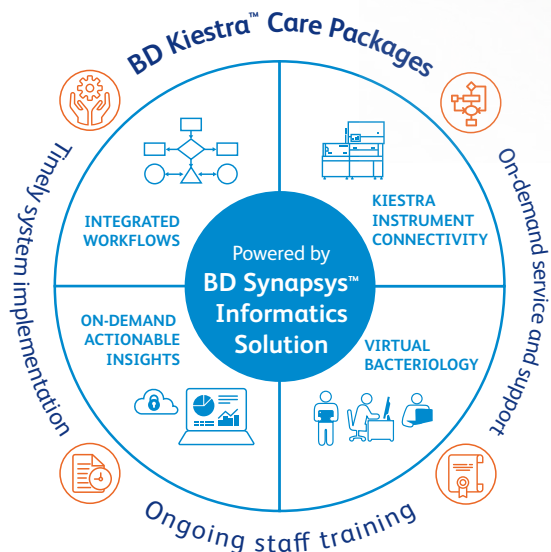 BD Kiestra™ Care Packages
Timely system implementation
On-demand service and support
INTEGRATED
WORKFLOWS
KIESTRA
INSTRUMENT
CONNECTIVITY
Powered by
BD Synapsys™
Informatics
Solution
ON-DEMAND
ACTIONABLE
INSIGHTS
VIRTUAL
BACTERIOLOGY
Ongoing staff training